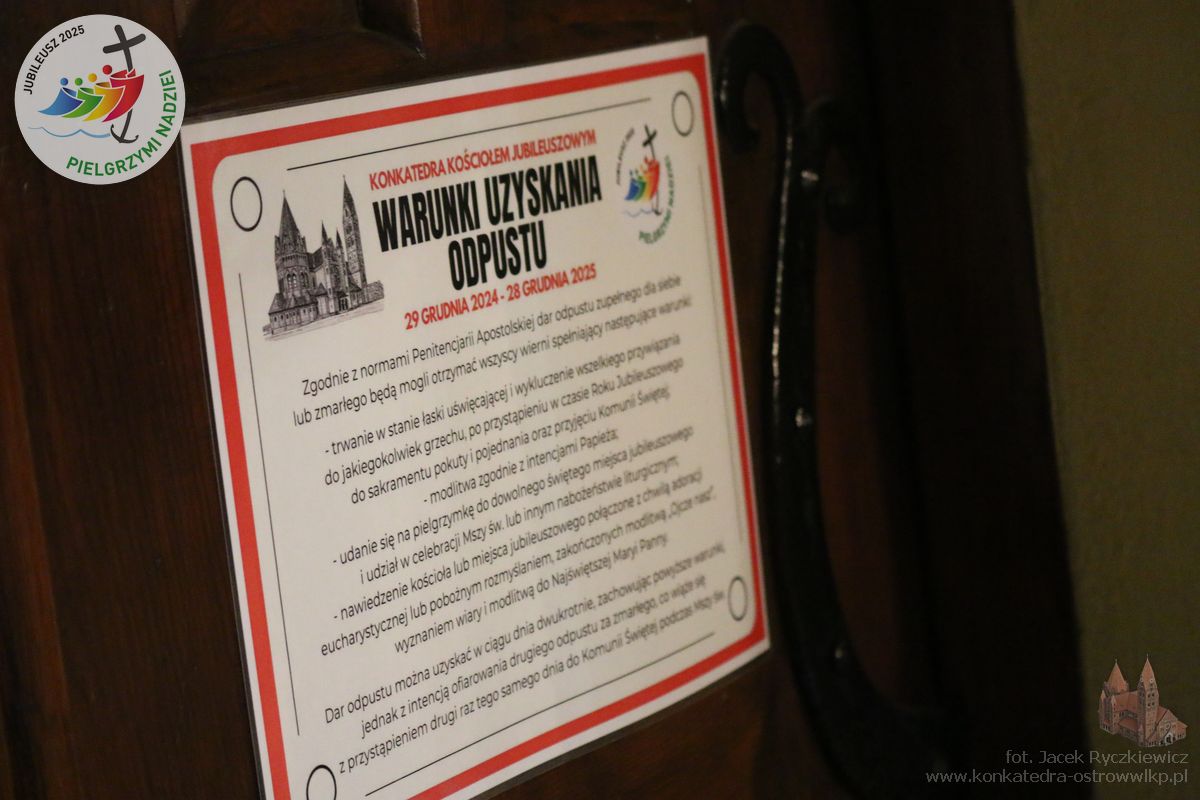 JUBILEUSZ 2025
PIELGRZYMI NADZIEI
KONKATEDRA KOŚCIOŁEM JUBILEUSZOWYM
WARUNKI UZYSKANIA
ODPUSTU
29 GRUDNIA 2024 - 28 GRUDNIA 2025
JUBILEUSZ 2025
PIELGRZYMI NADZIEI
Zgodnie z normami Penitencjarii Apostolskiej dar odpustu zupełnego dla siebie
lub zmarłego będą mogli otrzymać wszyscy wierni spełniający następujące warunki:
- trwanie w stanie łaski uświęcającej i wykluczenie wszelkiego przywiązania
do jakiegokolwiek grzechu, po przystąpieniu w czasie Roku Jubileuszowego
do sakramentu pokuty i pojednania oraz przyjęciu Komunii Świętej;
- modlitwa zgodnie z intencjami Papieża;
- udanie się na pielgrzymkę do dowolnego świętego miejsca jubileuszowego
i udział w celebracji Mszy św. lub innym nabożeństwie liturgicznym;
- nawiedzenie kościoła lub miejsca jubileuszowego połączone z chwilą adoracji
eucharystycznej lub pobożnym rozmyślaniem, zakończonych modlitwą „Ojcze nasz",
wyznaniem wiary i modlitwą do Najświętszej Maryi Panny.
Dar odpustu można uzyskać w ciągu dnia dwukrotnie, zachowując powyższe warunki,
jednak z intencją ofiarowania drugiego odpustu za zmarłego, co wiąże się
z przystąpieniem drugi raz tego samego dnia do Komunii Świętej podczas Mszy św.
fot. Jacek Ryczkiewicz
www.konkatedra-ostrowwlkp.pl